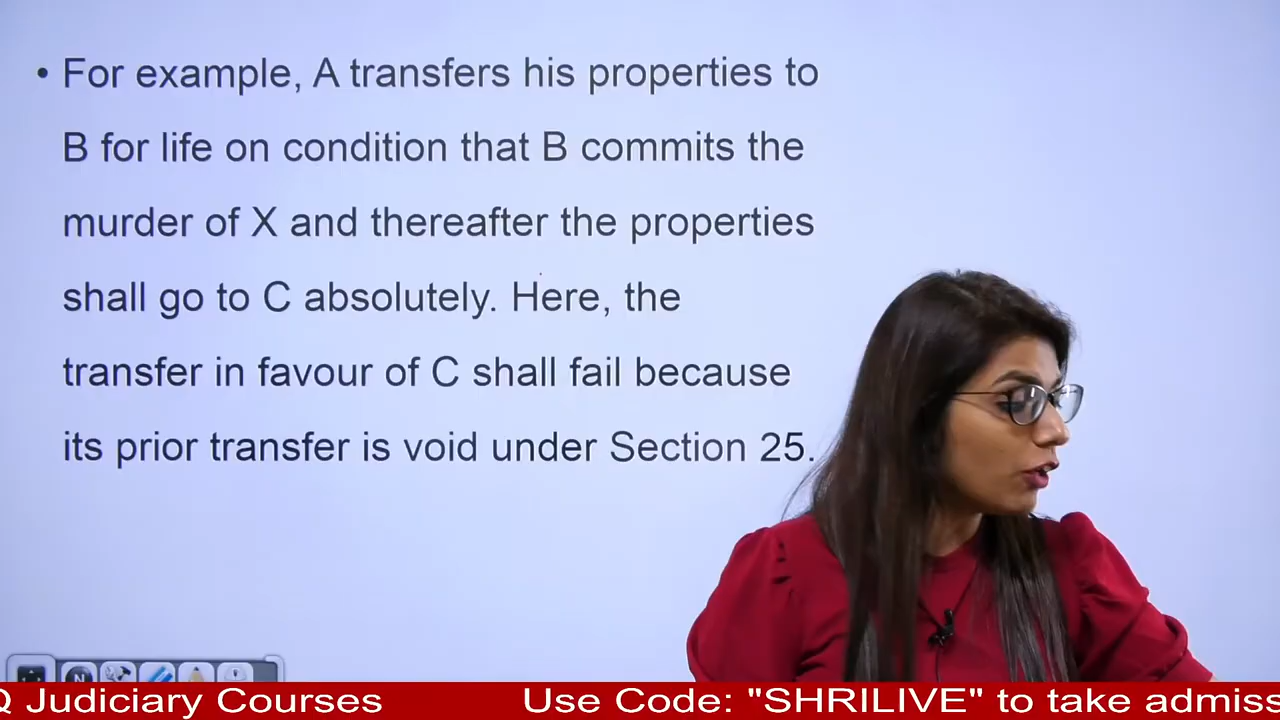 • For example, A transfers his properties to
B for life on condition that B commits the
murder of X and thereafter the properties
shall go to C absolutely. Here, the
transfer in favour of C shall fail because
its prior transfer is void under Section 25.
Q Judiciary Courses Use Code: "SHRILIVE" to take admiss